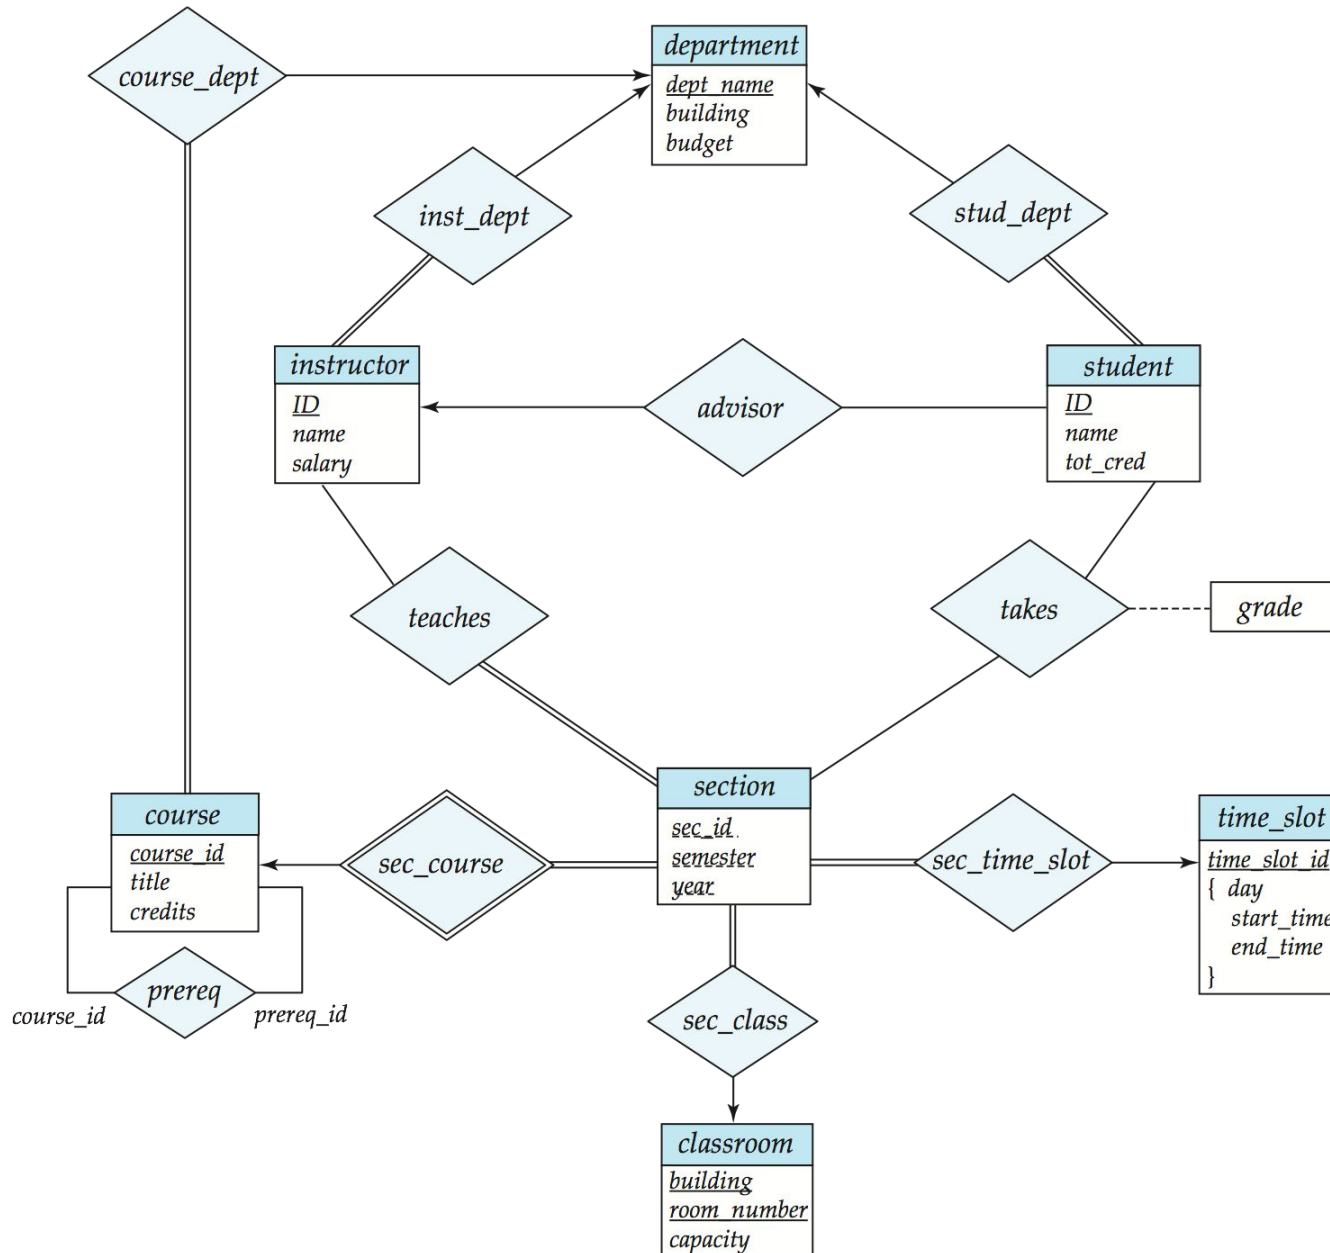 department
dept_name
building
budget
course_dept
inst_dept
stud_dept
instructor
ID
name
salary
advisor
student
ID
name
tot_cred
teaches
takes
grade
section
sec_id
semester
year
course
course_id
title
credits
sec_course
sec_time_slot
time_slot
time_slot_id
{ day
start_time
end_time
}
prereq
course_id
prereq_id
sec_class
classroom
building
room_number
capacity